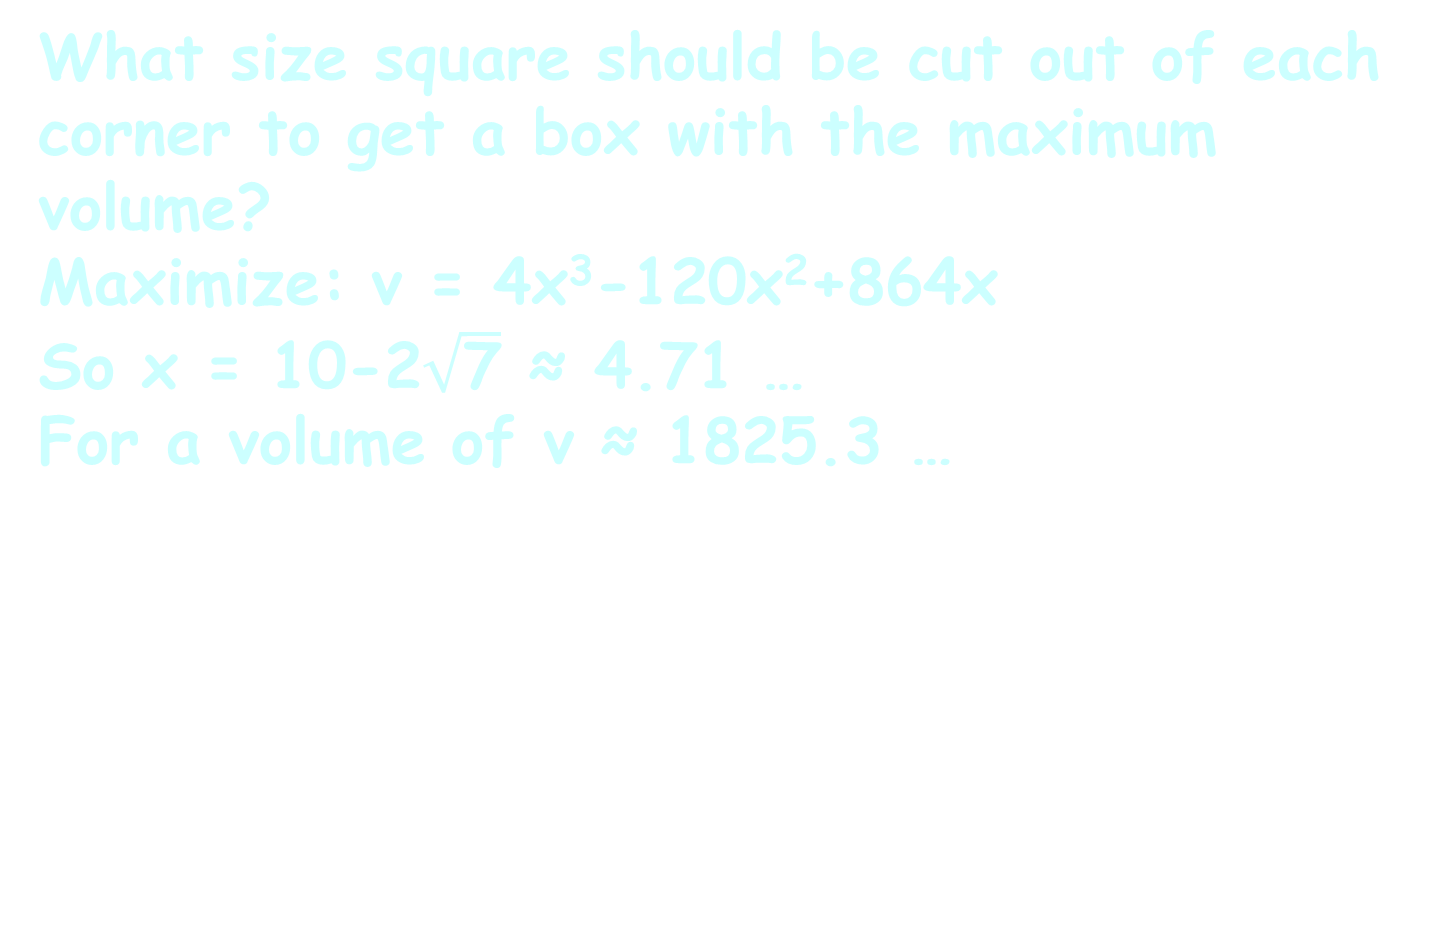 What size square should be cut out of each
corner to get a box with the maximum
volume?
Maximize: v = 4x³-120x²+864x
So x = 10-2√7 ≈ 4.71 …
For a volume of v ≈ 1825.3 …